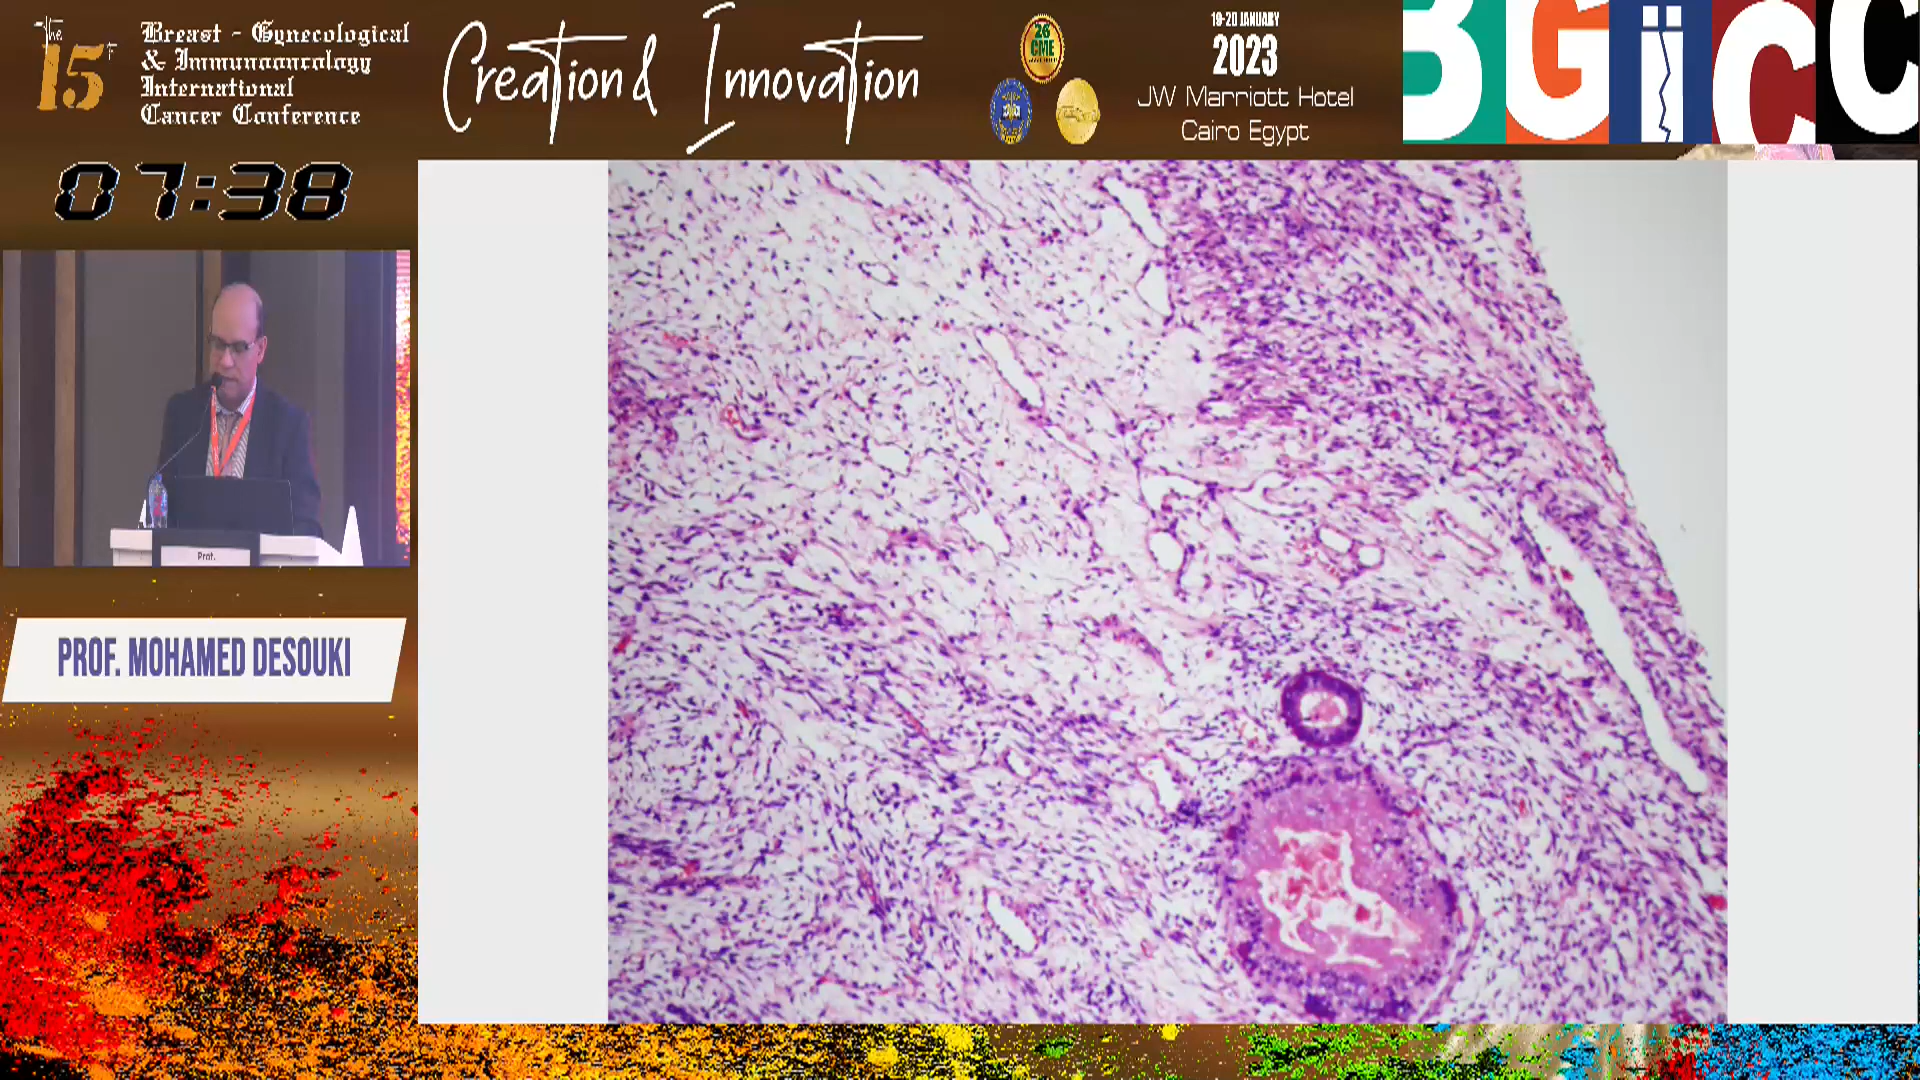 The
15
Breast - Gynecological
& Immunooncology
International
Cancer Conference
Creation & Innovation
26
CME
19-20 JANUARY
2023
JW Marriott Hotel
Cairo Egypt
BGiCC
07:38
Prof.
PROF. MOHAMED DESOUKI